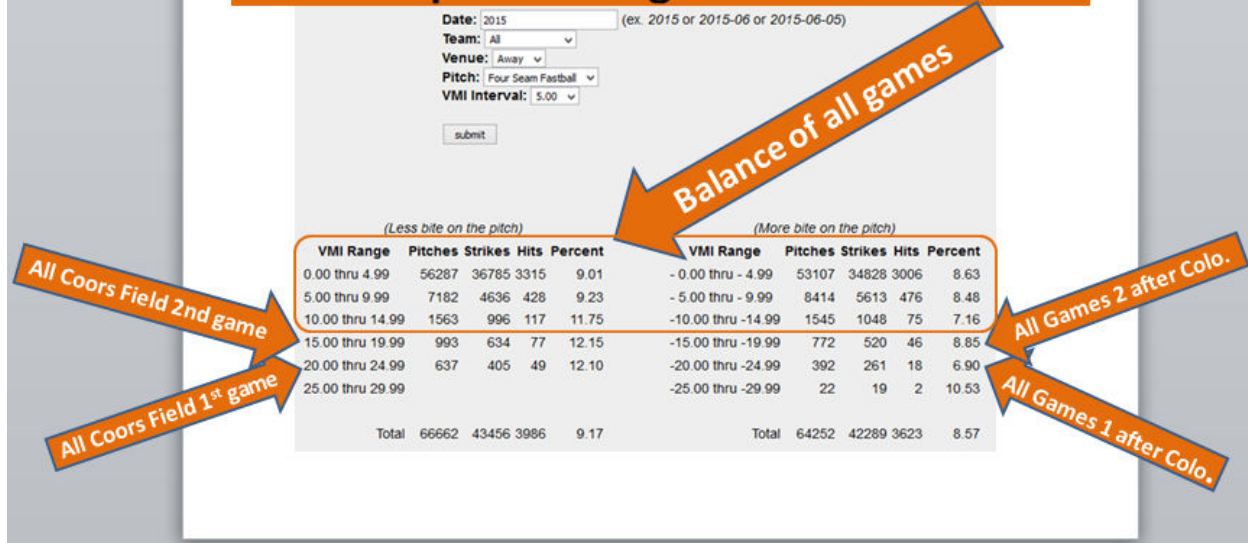 Date: 2015 (ex. 2015 or 2015-06 or 2015-06-05)
Team: All
Venue: Away
Pitch: Four Seam Fastball
VMI Interval: 5.00
submit
Balance of all games
(Less bite on the pitch) (More bite on the pitch)
VMI Range Pitches Strikes Hits Percent VMI Range Pitches Strikes Hits Percent
0.00 thru 4.99 56287 36785 3315 9.01 - 0.00 thru - 4.99 53107 34828 3006 8.63
5.00 thru 9.99 7182 4636 428 9.23 - 5.00 thru - 9.99 8414 5613 476 8.48
10.00 thru 14.99 1563 996 117 11.75 -10.00 thru -14.99 1545 1048 75 7.16
15.00 thru 19.99 993 634 77 12.15 -15.00 thru -19.99 772 520 46 8.85
20.00 thru 24.99 637 405 49 12.10 -20.00 thru -24.99 392 261 18 6.90
25.00 thru 29.99 -25.00 thru -29.99 22 19 2 10.53
Total 66662 43456 3986 9.17 Total 64252 42289 3623 8.57
All Coors Field 2nd game
All Coors Field 1st game
All Games 2 after Colo.
All Games 1 after Colo.